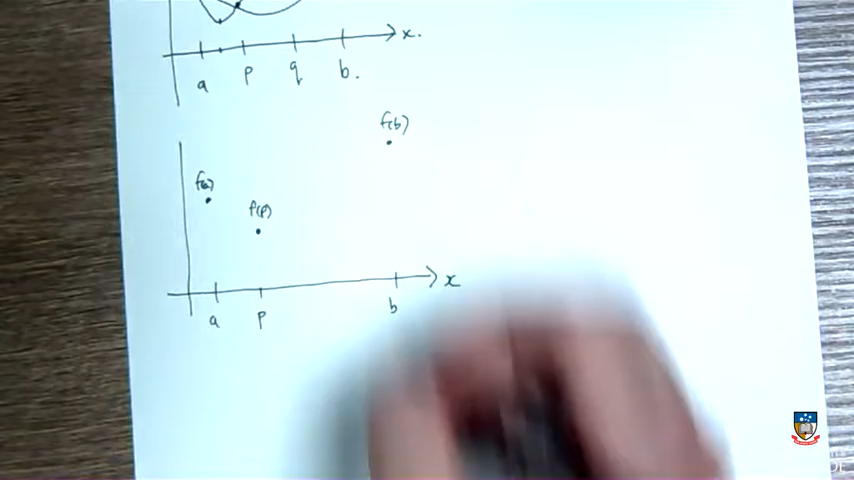 x.
a p q b.
f(b)
f(a)
f(p)
x
a p b